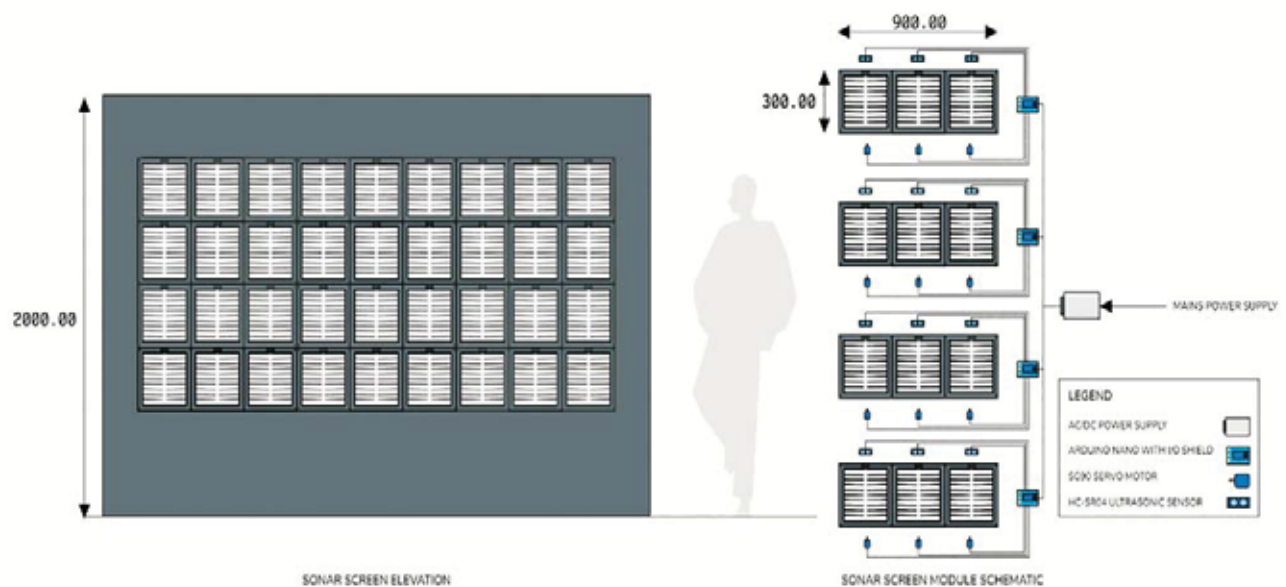 900.00
300.00
2000.00
MAINS POWER SUPPLY
LEGEND
AC/DC POWER SUPPLY
ARDUINO NANO WITH I/O SHIELD
SG90 SERVO MOTOR
HC-SR04 ULTRASONIC SENSOR
SONAR SCREEN ELEVATION
SONAR SCREEN MODULE SCHEMATIC